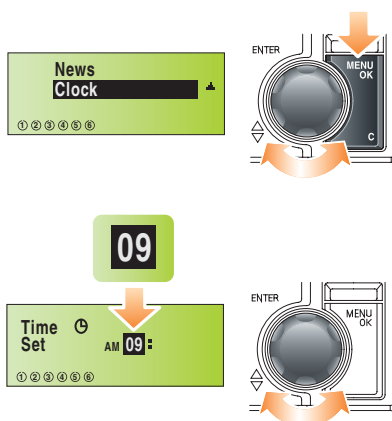 News
Clock
①②③④⑤⑥
ENTER
MENU
OK
C
09
Time
Set
AM 09:
①②③④⑤⑥
ENTER
MENU
OK